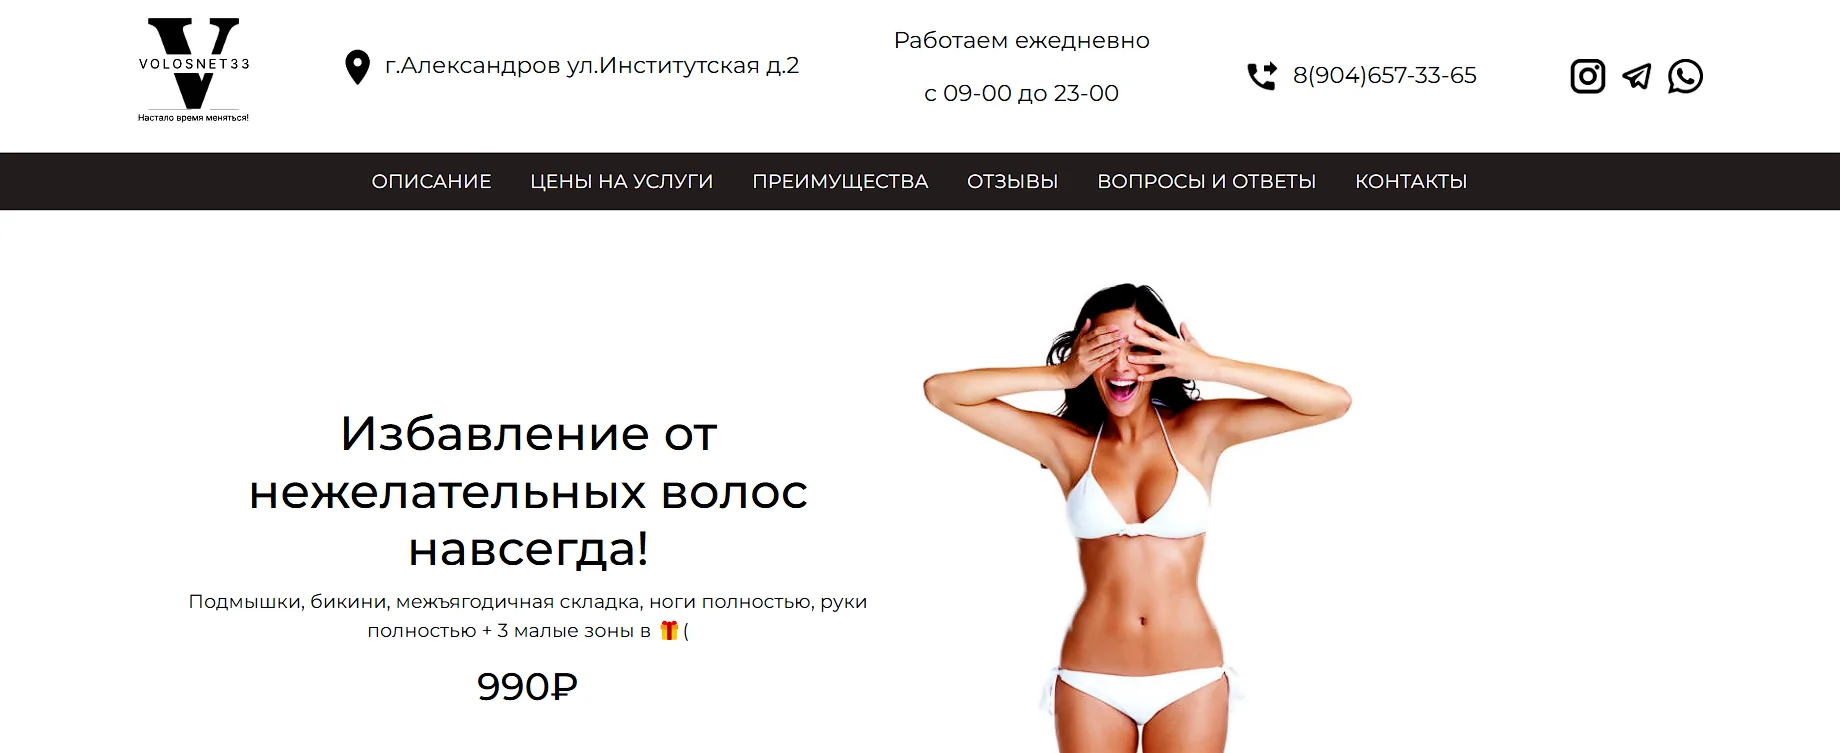 VOLOSNET33
Настало время меняться!
г.Александров ул.Институтская д.2
Работаем ежедневно
с 09-00 до 23-00
8(904)657-33-65
ОПИСАНИЕ ЦЕНЫ НА УСЛУГИ ПРЕИМУЩЕСТВА ОТЗЫВЫ ВОПРОСЫ И ОТВЕТЫ КОНТАКТЫ
Избавление от
нежелательных волос
навсегда!
Подмышки, бикини, межъягодичная складка, ноги полностью, руки
полностью + 3 малые зоны в 🎁 (
990₽